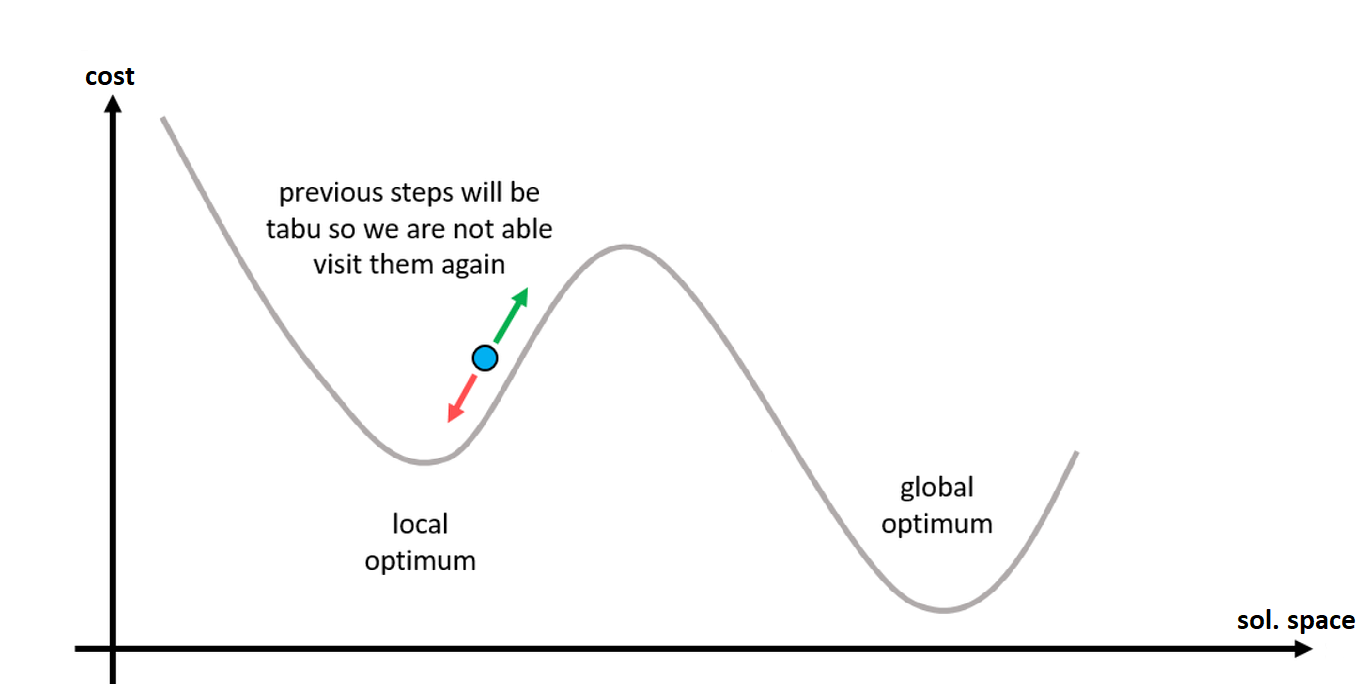 cost
previous steps will be
tabu so we are not able
visit them again
local
optimum
global
optimum
sol. space